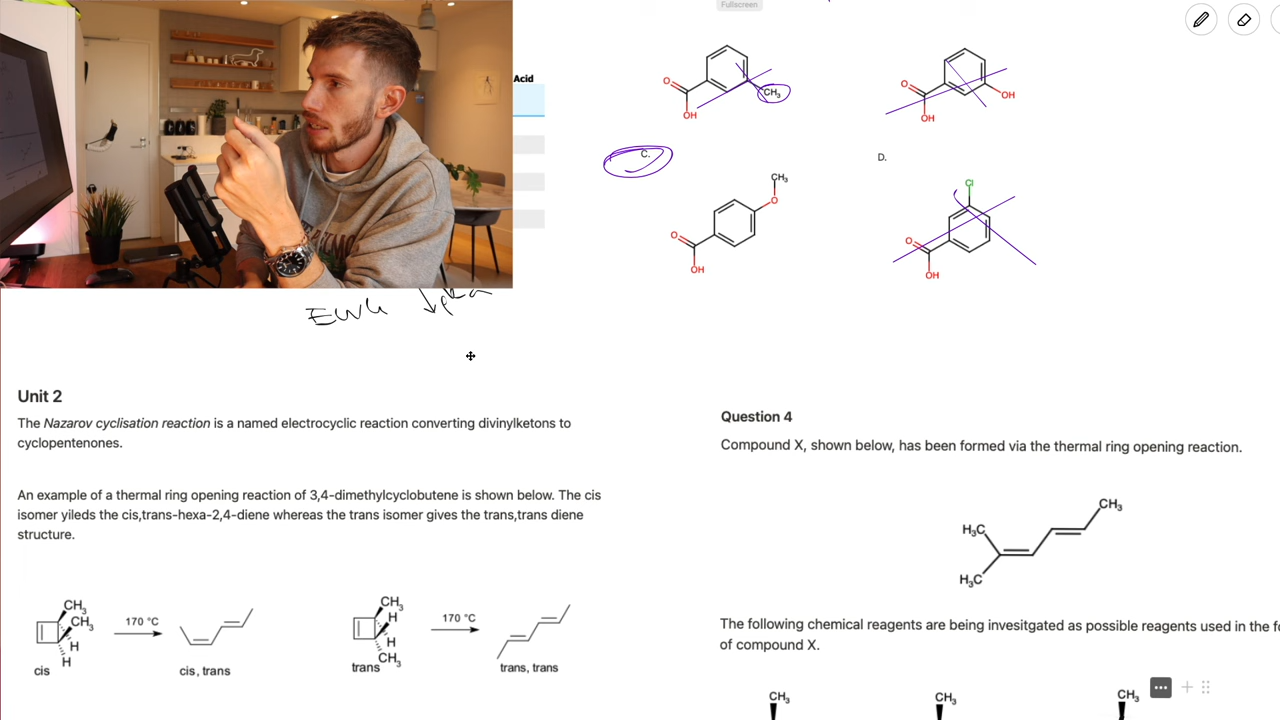 Fullscreen
Acid
CH₃
O
OH
O
OH
OH
C.
D.
CH₃
O
O
OH
Cl
O
OH
EWG ↓pka
Unit 2
The Nazarov cyclisation reaction is a named electrocyclic reaction converting divinylketons to
cyclopentenones.
An example of a thermal ring opening reaction of 3,4-dimethylcyclobutene is shown below. The cis
isomer yileds the cis,trans-hexa-2,4-diene whereas the trans isomer gives the trans,trans diene
structure.
CH₃
CH₃
H
H
cis
170 °C
cis, trans
CH₃
H
H
CH₃
trans
170 °C
trans, trans
Question 4
Compound X, shown below, has been formed via the thermal ring opening reaction.
CH₃
H₃C
H₃C
The following chemical reagents are being invesitgated as possible reagents used in the fo
of compound X.
CH₃
CH₃
CH₃